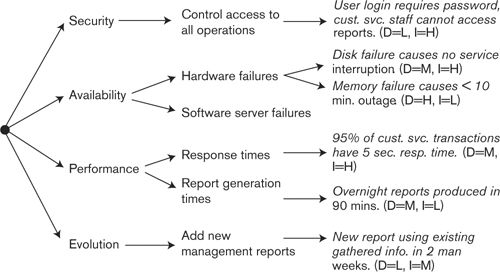 Security
Control access to
all operations
User login requires password,
cust. svc. staff cannot access
reports. (D=L, I=H)
Availability
Hardware failures
Disk failure causes no service
interruption. (D=M, I=H)
Memory failure causes < 10
min. outage. (D=H, I=L)
Software server failures
Performance
Response times
95% of cust. svc. transactions
have 5 sec. resp. time. (D=M,
I=H)
Report generation
times
Overnight reports produced in
90 mins. (D=M, I=L)
Evolution
Add new
management reports
New report using existing
gathered info. in 2 man
weeks. (D=L, I=M)